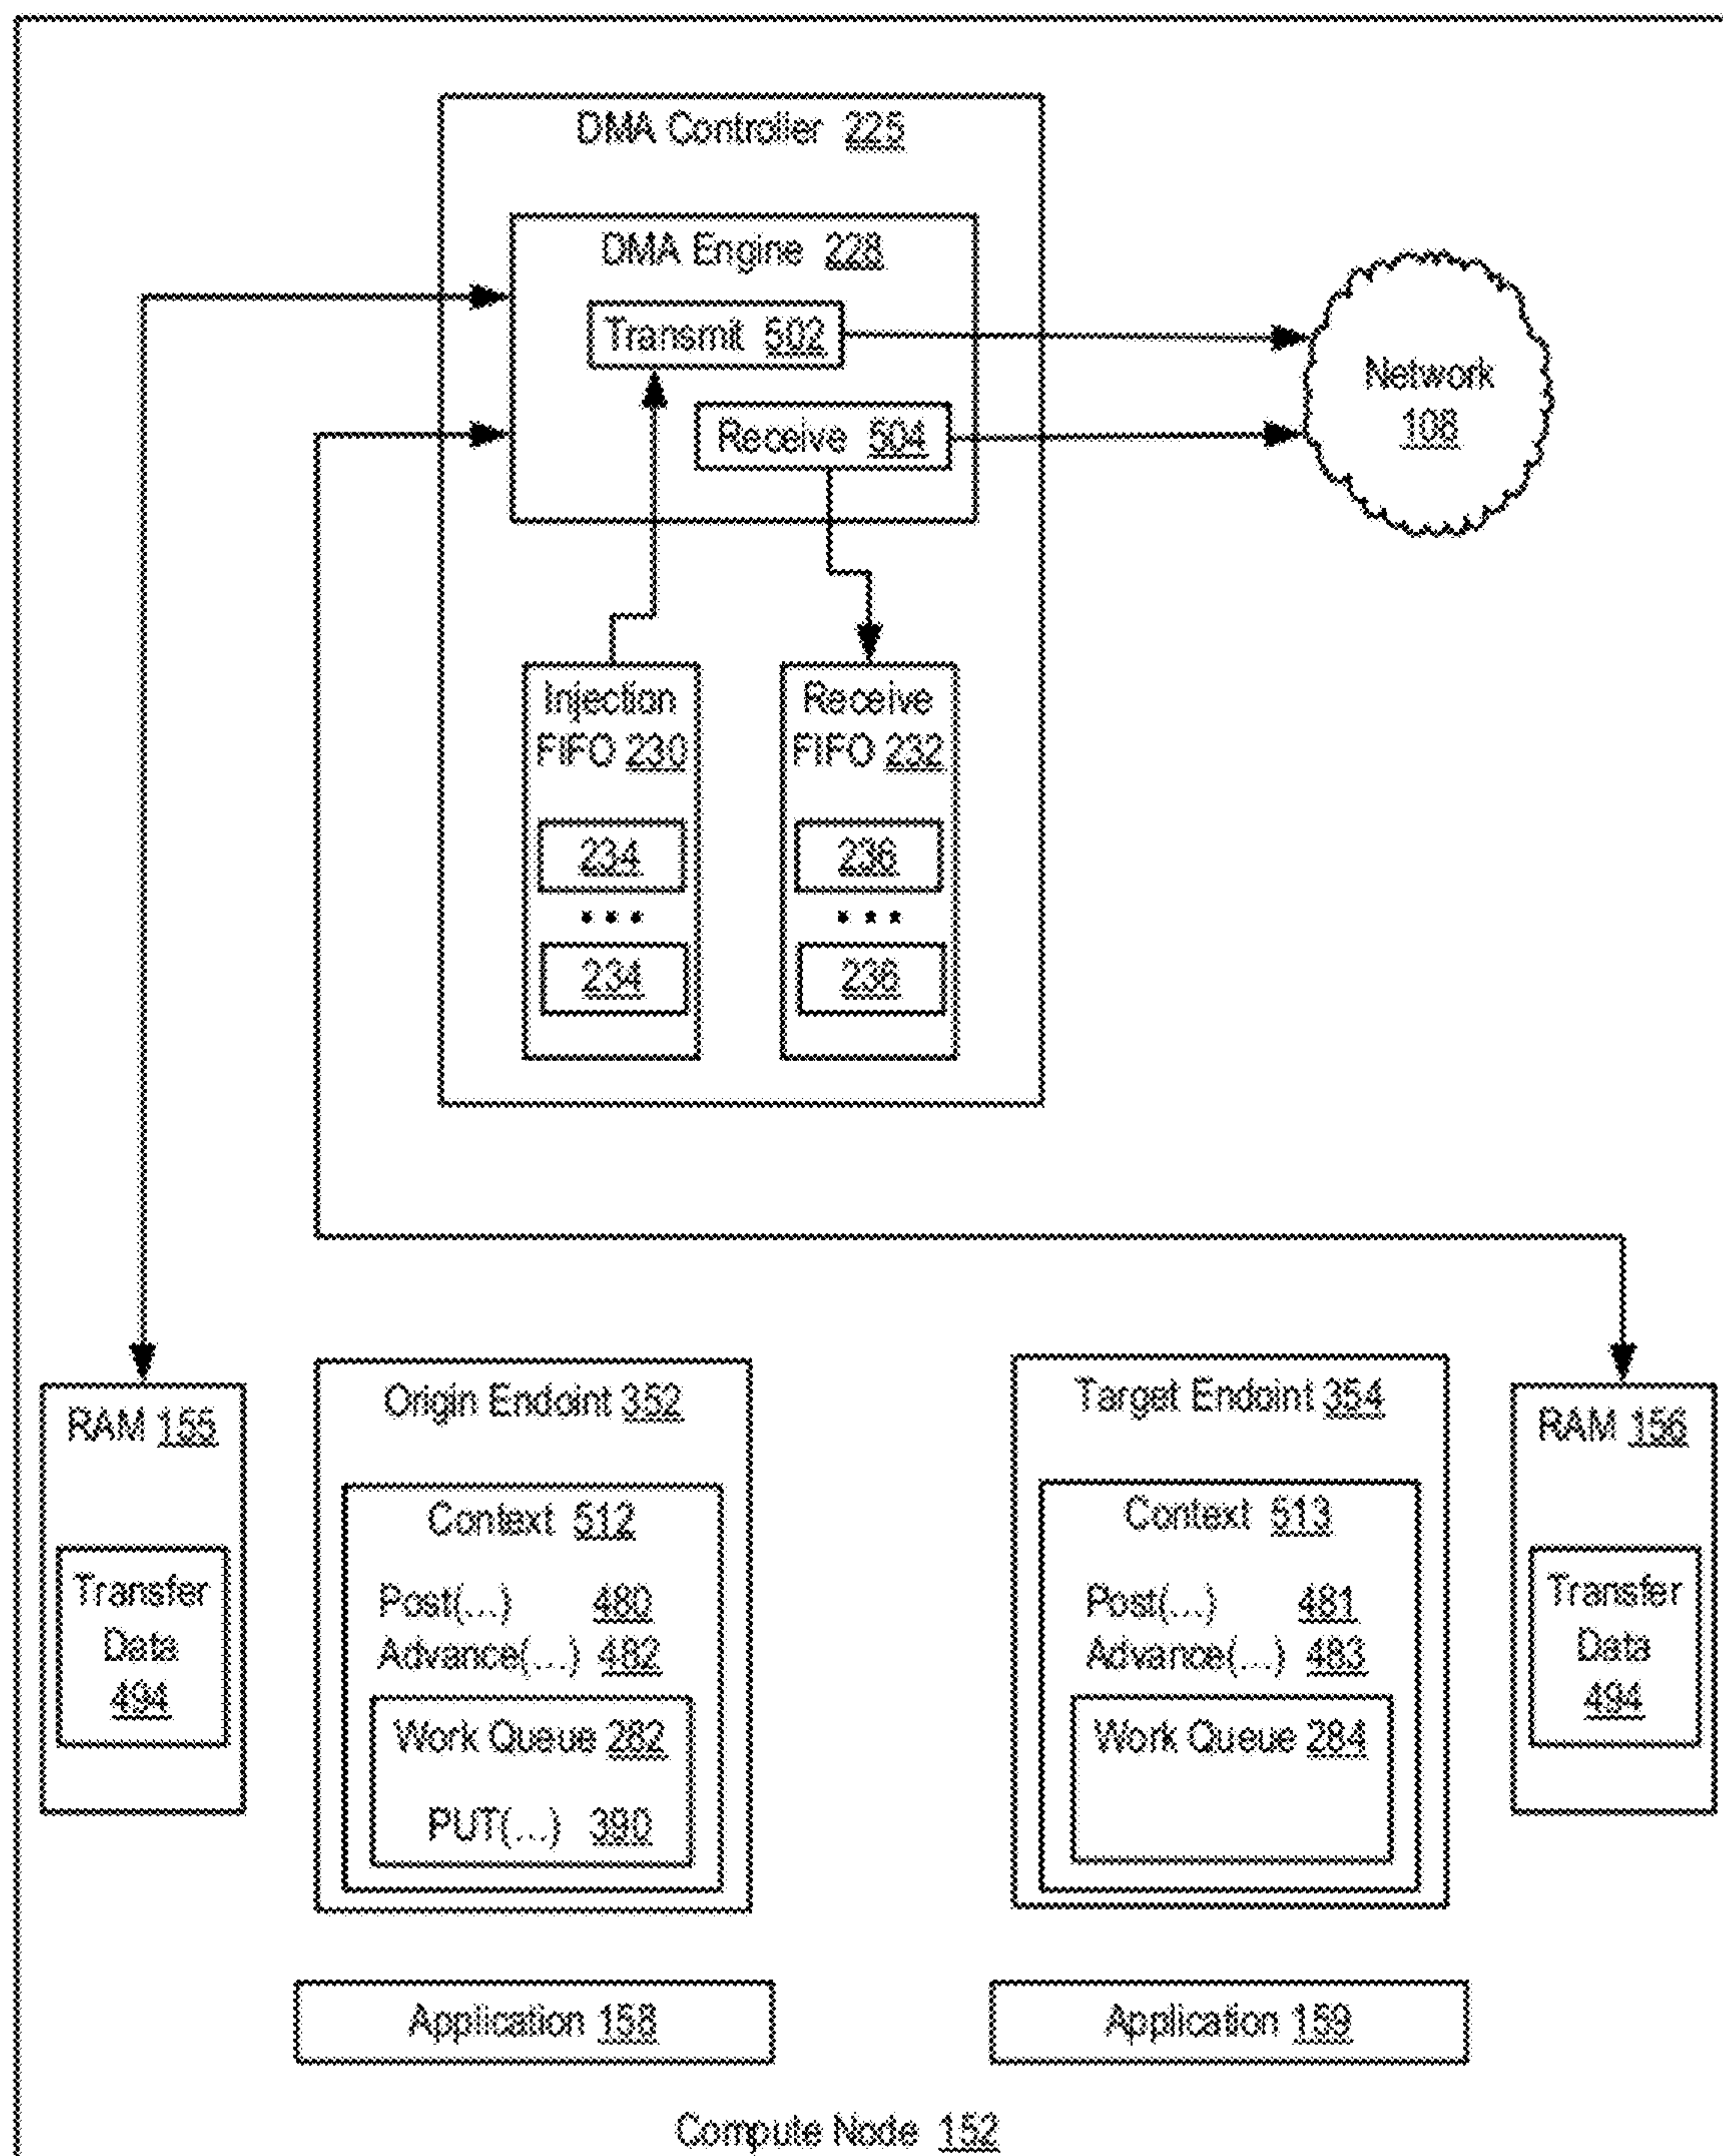 DMA Controller 225
DMA Engine 228
Transmit 502
Receive 504
Network
108
Injection
FIFO 230
234
• • •
234
Receive
FIFO 232
236
• • •
236
RAM 155
Transfer
Data
494
Origin Endoint 352
Context 512
Post(...) 480
Advance(...) 482
Work Queue 282
PUT(...) 390
Target Endoint 354
Context 513
Post(...) 481
Advance(...) 483
Work Queue 284
RAM 156
Transfer
Data
494
Application 158
Application 159
Compute Node 152